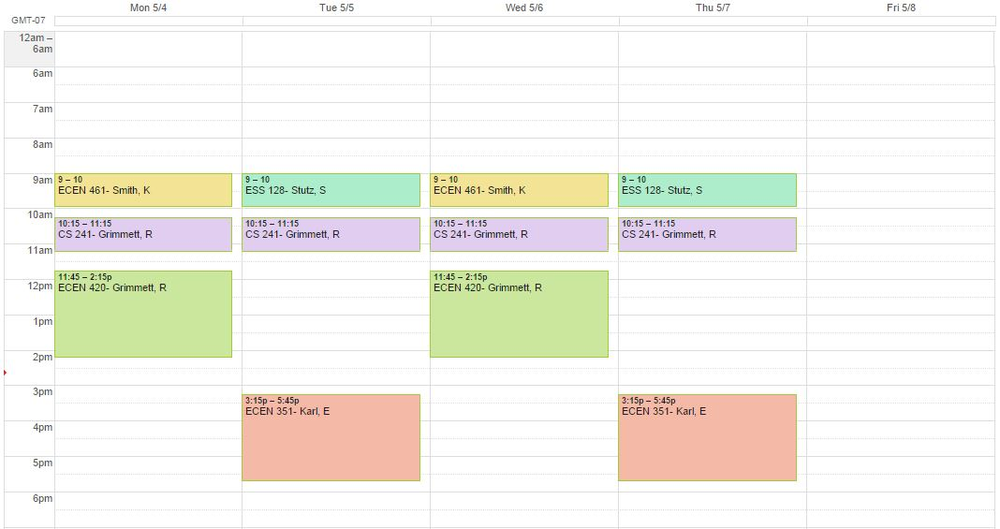 Mon 5/4 Tue 5/5 Wed 5/6 Thu 5/7 Fri 5/8
GMT-07
12am –
6am
6am
7am
8am
9am
9 – 10
ECEN 461- Smith, K
9 – 10
ESS 128- Stutz, S
9 – 10
ECEN 461- Smith, K
9 – 10
ESS 128- Stutz, S
10am
10:15 – 11:15
CS 241- Grimmett, R
10:15 – 11:15
CS 241- Grimmett, R
10:15 – 11:15
CS 241- Grimmett, R
10:15 – 11:15
CS 241- Grimmett, R
11am
11:45 – 2:15p
ECEN 420- Grimmett, R
11:45 – 2:15p
ECEN 420- Grimmett, R
12pm
1pm
2pm
3pm
3:15p – 5:45p
ECEN 351- Karl, E
3:15p – 5:45p
ECEN 351- Karl, E
4pm
5pm
6pm